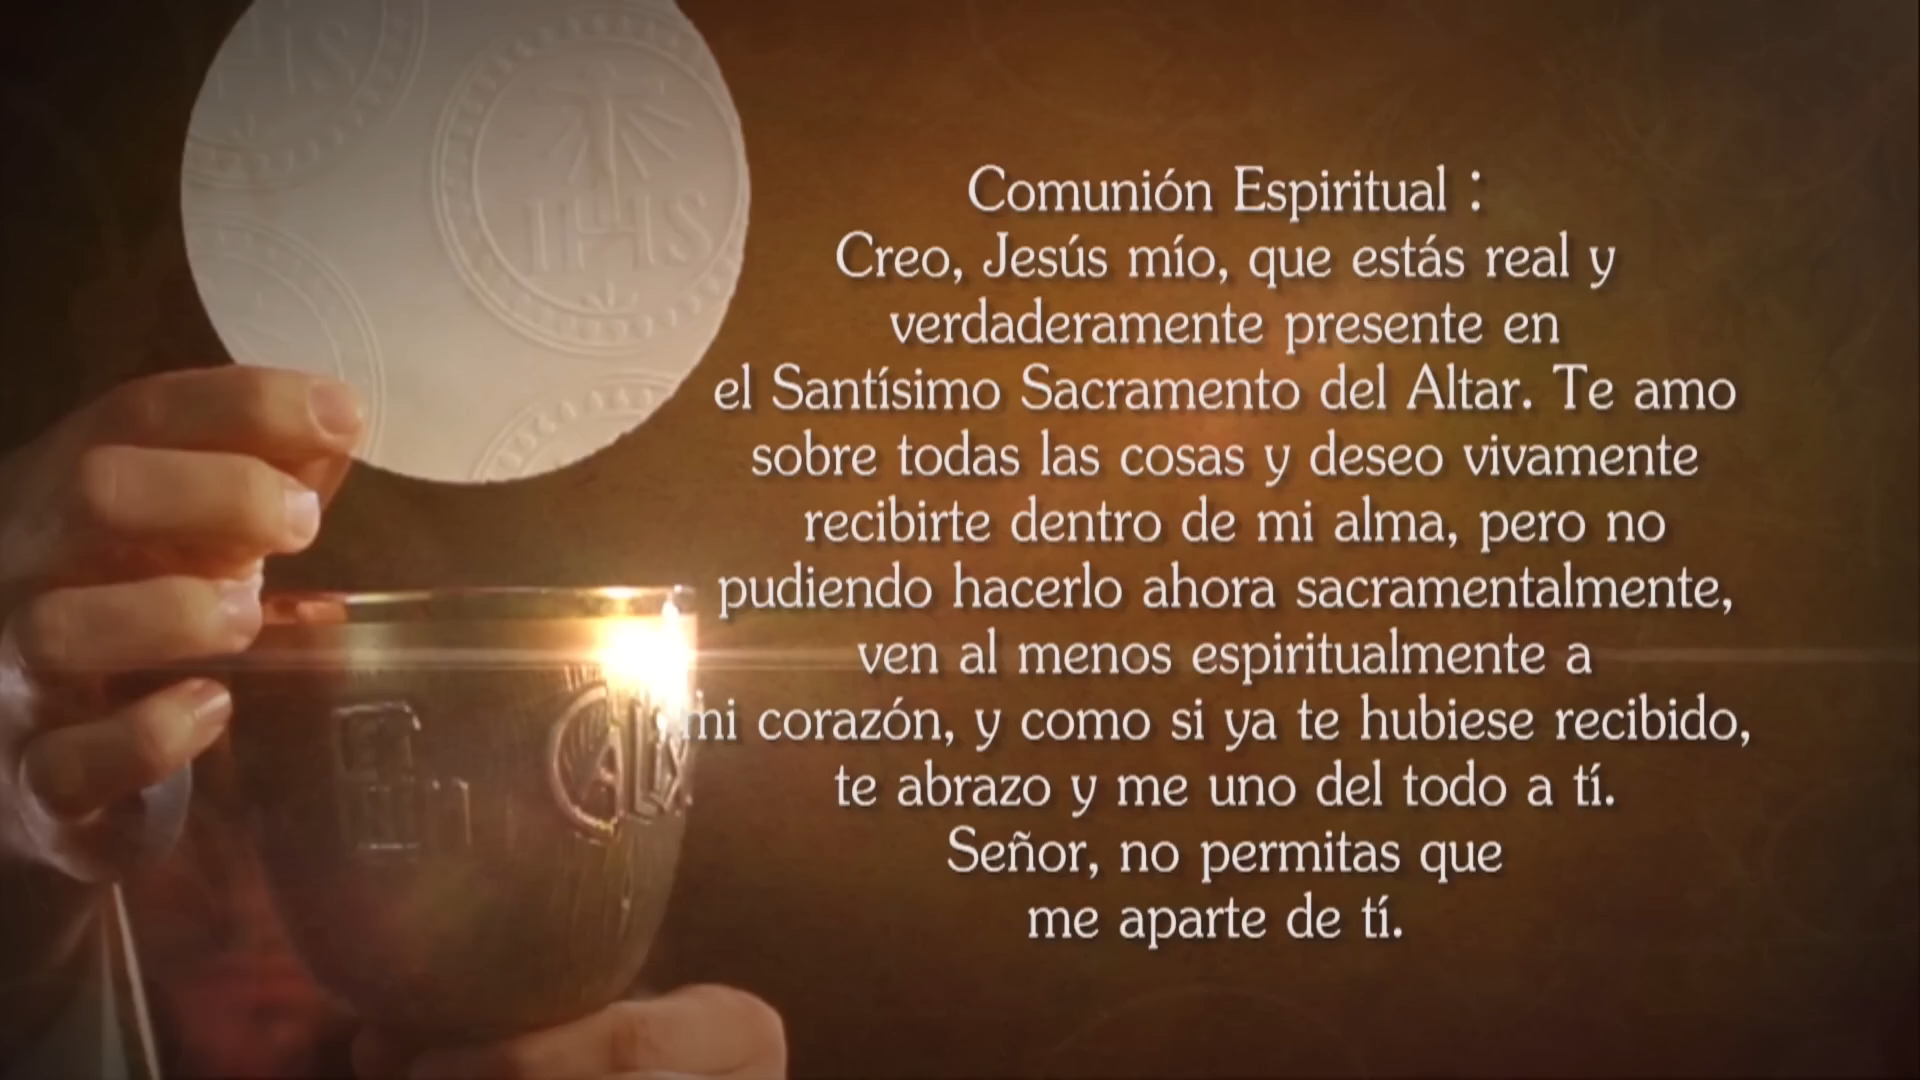 IHS
Comunión Espiritual :
Creo, Jesús mío, que estás real y
verdaderamente presente en
el Santísimo Sacramento del Altar. Te amo
sobre todas las cosas y deseo vivamente
recibirte dentro de mi alma, pero no
pudiendo hacerlo ahora sacramentalmente,
ven al menos espiritualmente a
mi corazón, y como si ya te hubiese recibido,
te abrazo y me uno del todo a tí.
Señor, no permitas que
me aparte de tí.